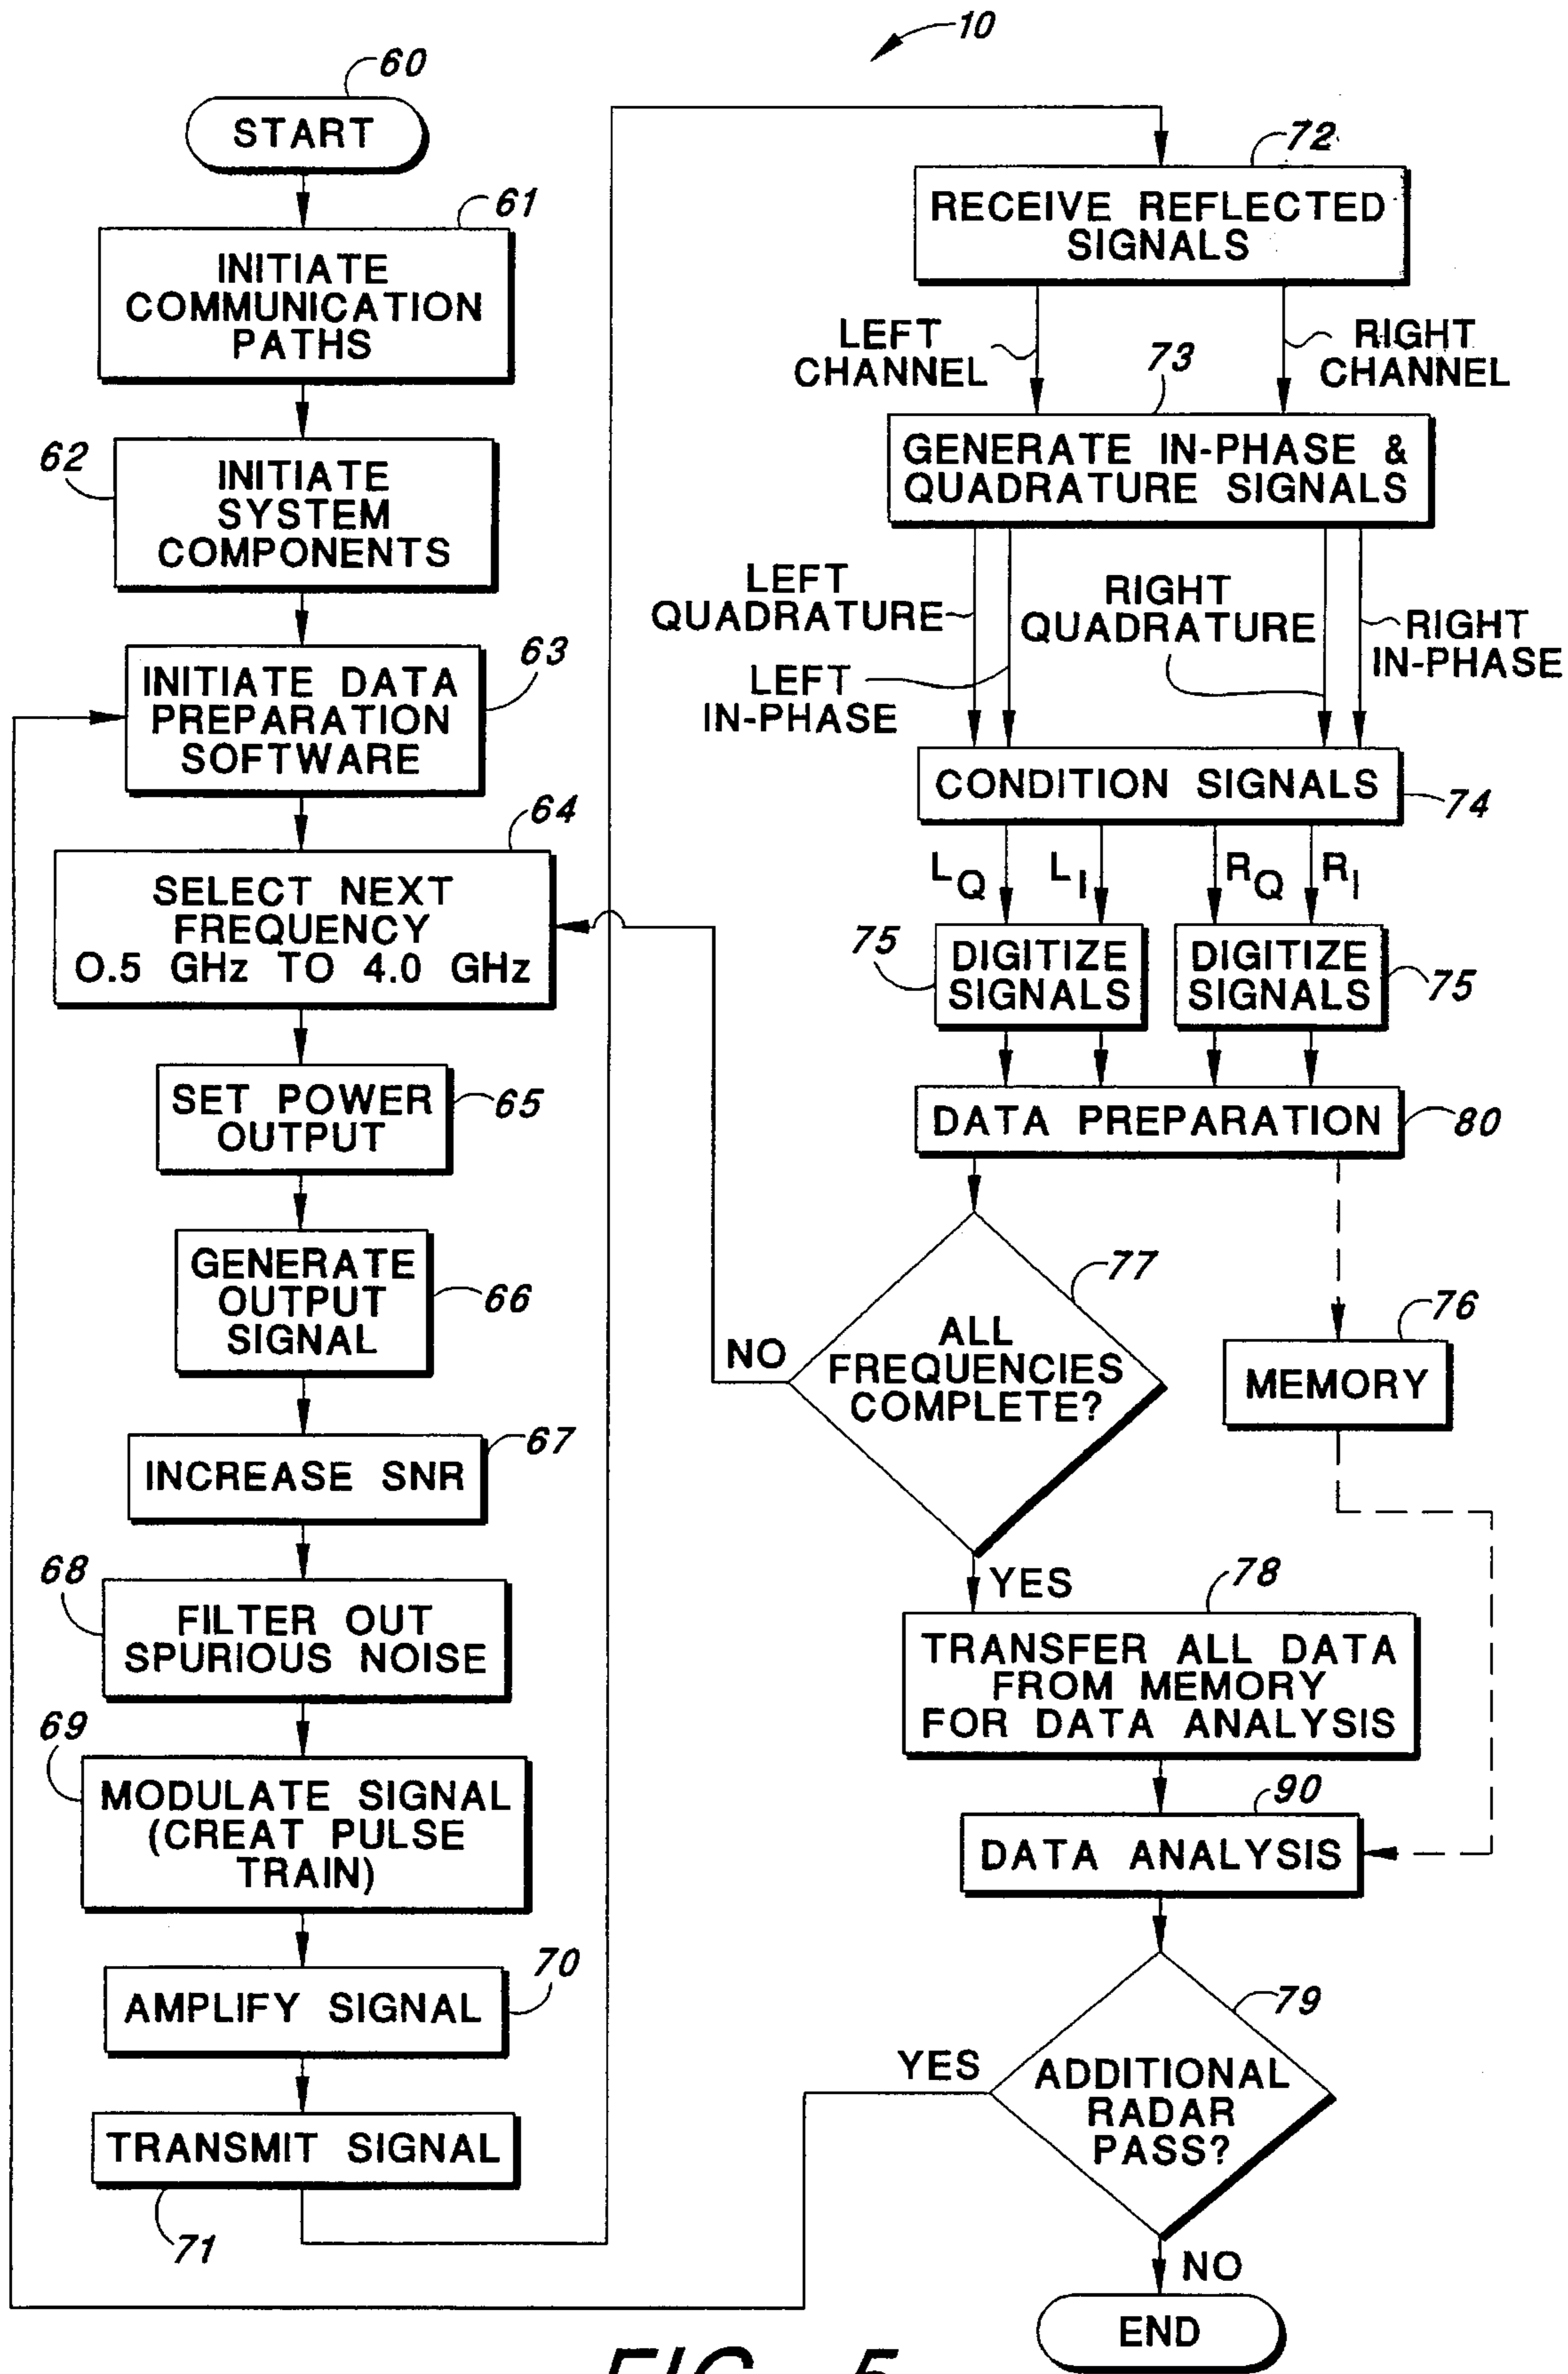 10
60
START
61
INITIATE
COMMUNICATION
PATHS
62
INITIATE
SYSTEM
COMPONENTS
63
INITIATE DATA
PREPARATION
SOFTWARE
64
SELECT NEXT
FREQUENCY
0.5 GHz TO 4.0 GHz
SET POWER
OUTPUT
65
GENERATE
OUTPUT
SIGNAL
66
67
INCREASE SNR
68
FILTER OUT
SPURIOUS NOISE
69
MODULATE SIGNAL
(CREAT PULSE
TRAIN)
70
AMPLIFY SIGNAL
TRANSMIT SIGNAL
71
72
RECEIVE REFLECTED
SIGNALS
LEFT
CHANNEL
RIGHT
CHANNEL
73
GENERATE IN-PHASE &
QUADRATURE SIGNALS
LEFT
QUADRATURE
LEFT
IN-PHASE
RIGHT
QUADRATURE
RIGHT
IN-PHASE
CONDITION SIGNALS
74
LQ LI RQ RI
75
DIGITIZE
SIGNALS
DIGITIZE
SIGNALS
75
DATA PREPARATION
80
77
ALL
FREQUENCIES
COMPLETE?
NO
76
MEMORY
YES
78
TRANSFER ALL DATA
FROM MEMORY
FOR DATA ANALYSIS
90
DATA ANALYSIS
79
ADDITIONAL
RADAR
PASS?
YES
NO
END
FIG. 5